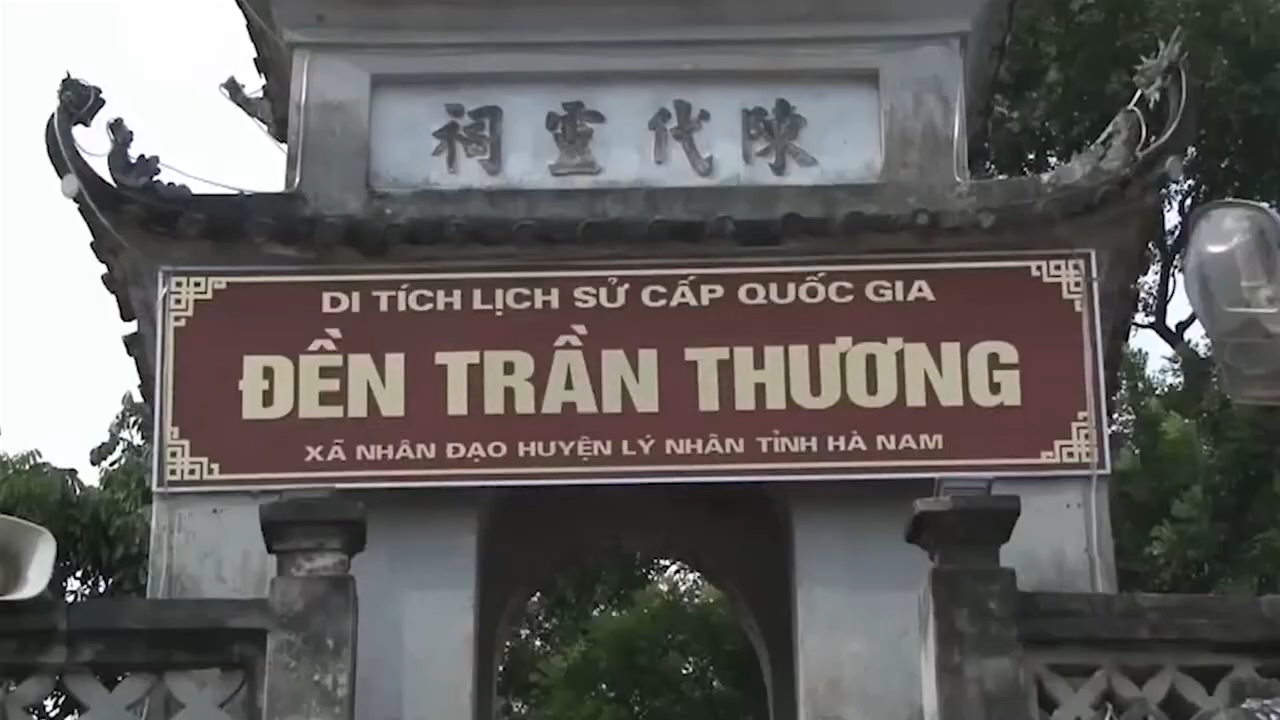 陳代霊祠
DI TÍCH LỊCH SỬ CẤP QUỐC GIA
ĐỀN TRẦN THƯƠNG
XÃ NHÂN ĐẠO HUYỆN LÝ NHÂN TỈNH HÀ NAM